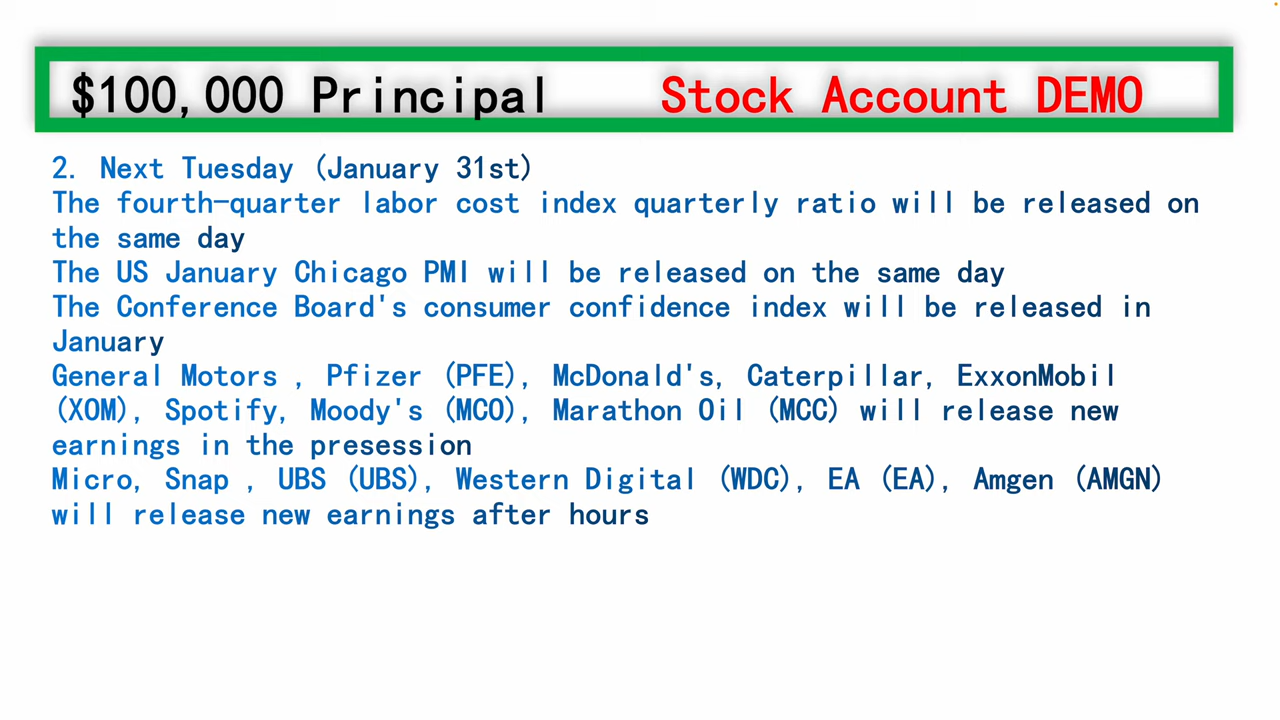 $100,000 Principal Stock Account DEMO
2. Next Tuesday (January 31st)
The fourth-quarter labor cost index quarterly ratio will be released on
the same day
The US January Chicago PMI will be released on the same day
The Conference Board's consumer confidence index will be released in
January
General Motors , Pfizer (PFE), McDonald's, Caterpillar, ExxonMobil
(XOM), Spotify, Moody's (MCO), Marathon Oil (MCC) will release new
earnings in the presession
Micro, Snap , UBS (UBS), Western Digital (WDC), EA (EA), Amgen (AMGN)
will release new earnings after hours